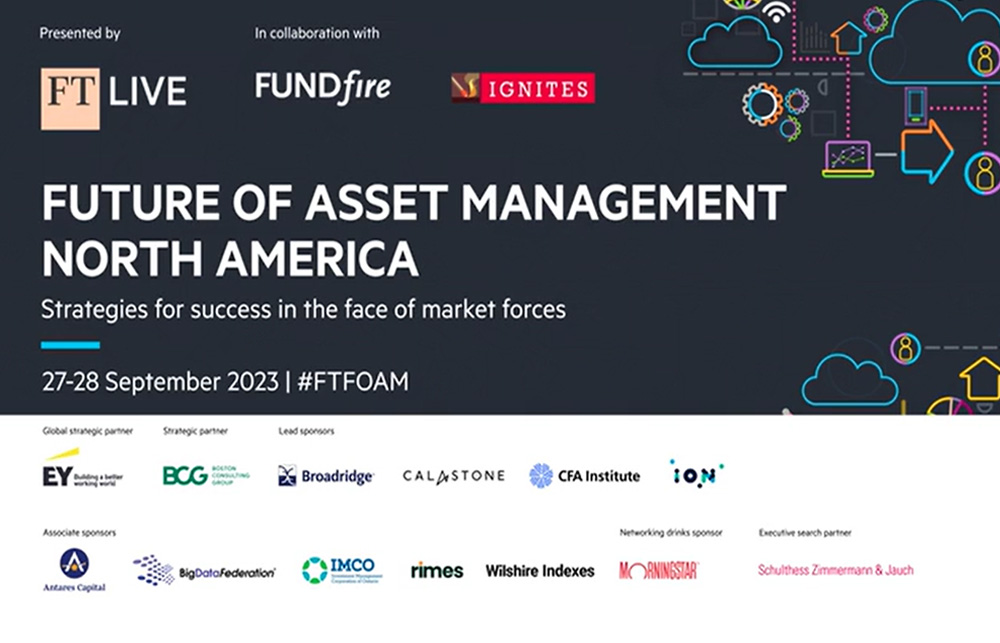 Presented by
In collaboration with
FT LIVE
FUNDfire
IGNITES
FUTURE OF ASSET MANAGEMENT
NORTH AMERICA
Strategies for success in the face of market forces
27-28 September 2023 | #FTFOAM
Global strategic partner
Strategic partner
Lead sponsors
EY Building a better
working world
BCG BOSTON
CONSULTING
GROUP
Broadridge
CALASTONE
CFA Institute
ION
Associate sponsors
Networking drinks sponsor
Executive search partner
Antares Capital
BigDataFederation
IMCO
Investment Management
Corporation of Ontario
rimes
Wilshire Indexes
MORNINGSTAR
Schulthess Zimmermann & Jauch